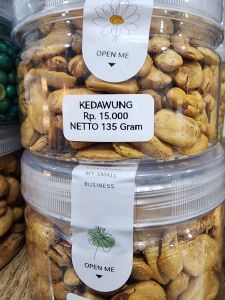 OPEN ME
KEDAWUNG
Rp. 15.000
NETTO 135 Gram
MY SMALL
BUSINESS
OPEN ME